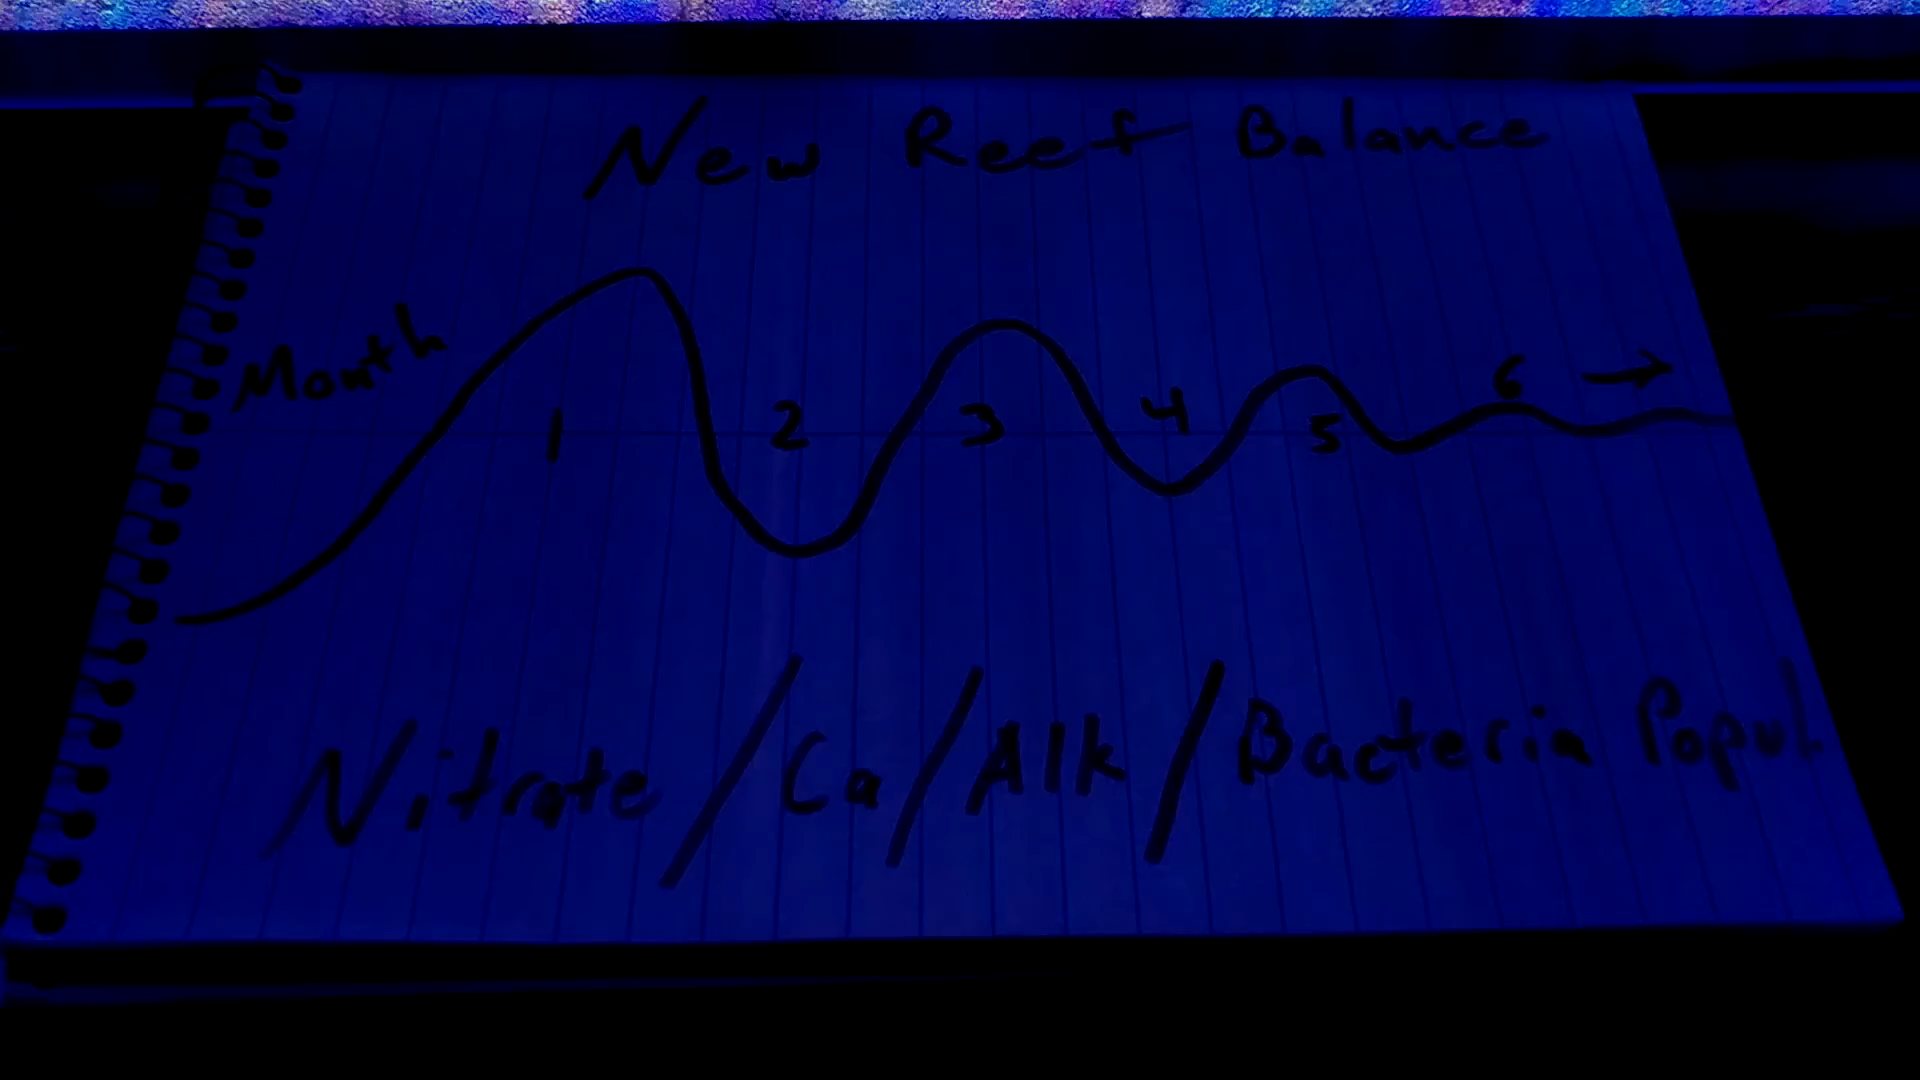 New Reef Balance
Month
1 2 3 4 5 6 →
Nitrate / Ca / Alk / Bacteria Popul